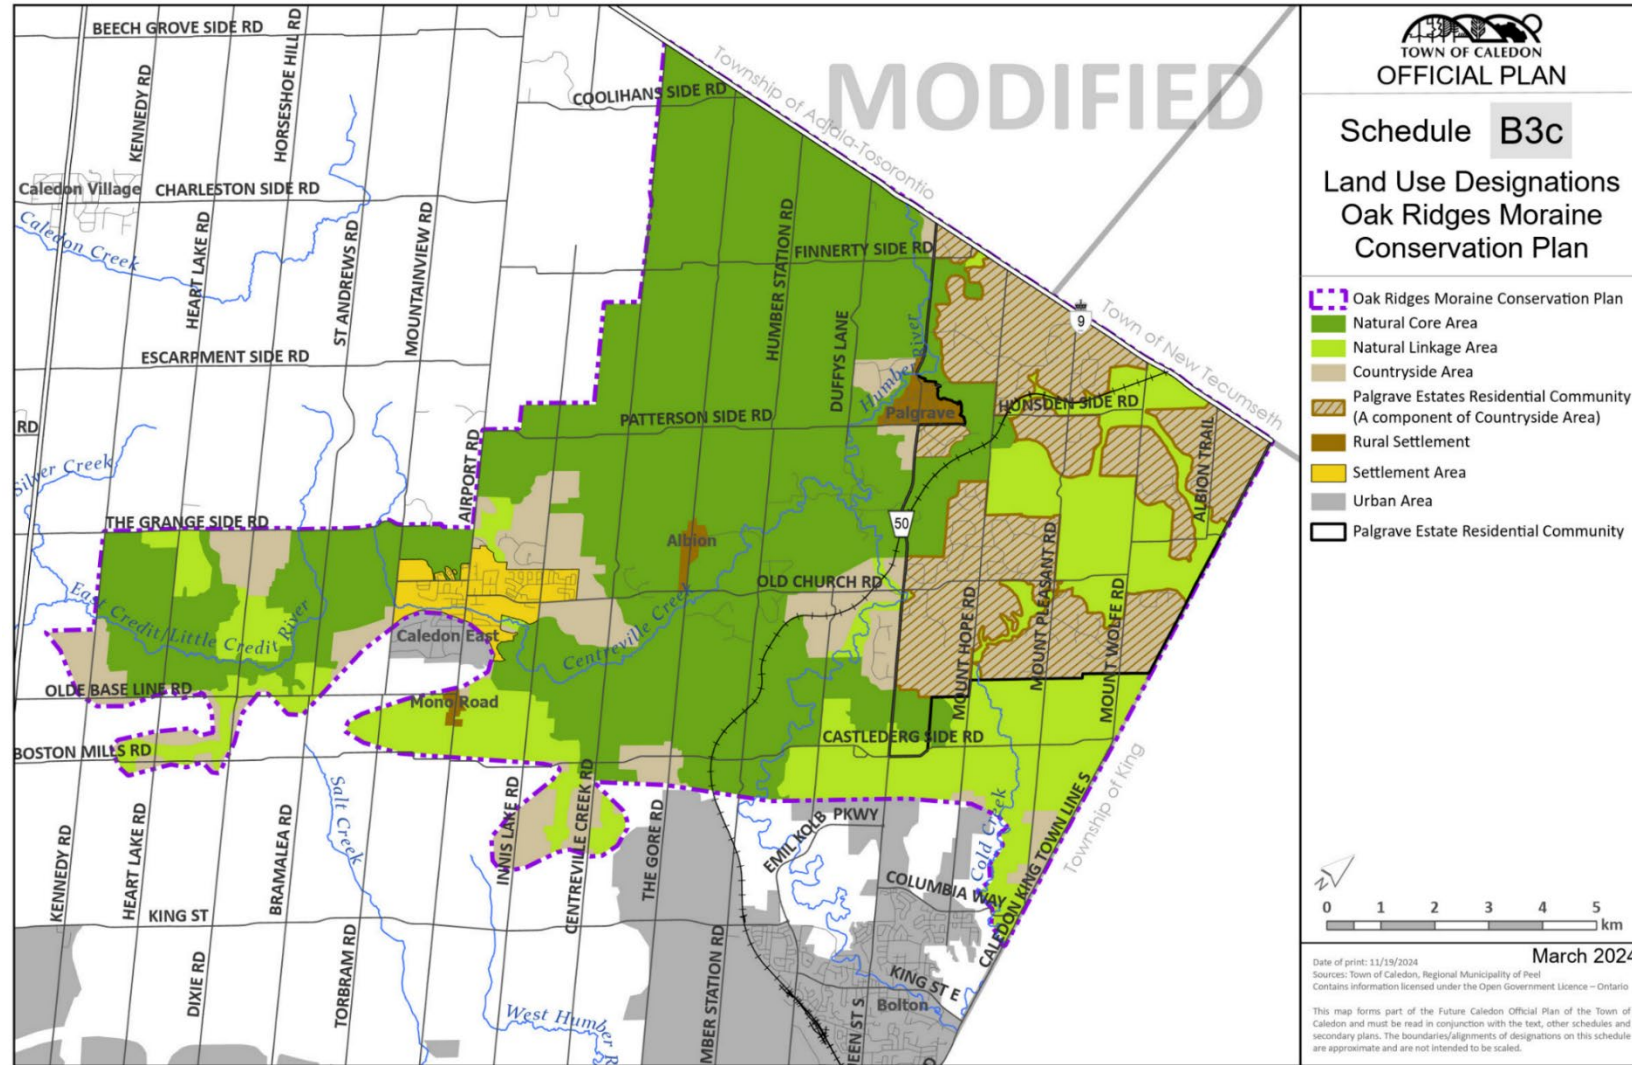 BEECH GROVE SIDE RD
KENNEDY RD
HORSESHOE HILL RD
COOLIHANS SIDE RD
Township of Adjala-Tosorontio
MODIFIED
Caledon Village
CHARLESTON SIDE RD
Caledon Creek
HEART LAKE RD
ST ANDREWS RD
MOUNTAINVIEW RD
HUMBER STATION RD
FINNERTY SIDE RD
ESCARPMENT SIDE RD
DUFFYS LANE
Humber River
9
Town of New Tecumseth
RD
AIRPORT RD
PATTERSON SIDE RD
Humber River
Palgrave
HUNSDEN SIDE RD
ALBION TRAIL
Silver Creek
THE GRANGE SIDE RD
Albion
50
OLD CHURCH RD
MOUNT HOPE RD
MOUNT PLEASANT RD
MOUNT WOLFE RD
East Credit/Little Credit River
Caledon East
Centreville Creek
OLDE BASE LINE RD
Mono Road
BOSTON MILLS RD
CASTLEDERG SIDE RD
Salt Creek
KENNEDY RD
HEART LAKE RD
BRAMALEA RD
INNIS LAKE RD
CENTREVILLE CREEK RD
THE GORE RD
EMIL KOLB
PKWY
Cold Creek
COLUMBIA WAY
CALEDON KING TOWN LINE S
Township of King
KING ST
DIXIE RD
TORBRAM RD
West Humber R
MBER STATION RD
EEN ST S
KING ST E
Bolton
D
TOWN OF CALEDON
OFFICIAL PLAN
Schedule B3c
Land Use Designations
Oak Ridges Moraine
Conservation Plan
Oak Ridges Moraine Conservation Plan
Natural Core Area
Natural Linkage Area
Countryside Area
Palgrave Estates Residential Community
(A component of Countryside Area)
Rural Settlement
Settlement Area
Urban Area
Palgrave Estate Residential Community
N
0 1 2 3 4 5
km
March 2024
Date of print: 11/19/2024
Sources: Town of Caledon, Regional Municipality of Peel
Contains information licensed under the Open Government Licence – Ontario
This map forms part of the Future Caledon Official Plan of the Town of
Caledon and must be read in conjunction with the text, other schedules and
secondary plans. The boundaries/alignments of designations on this schedule
are approximate and are not intended to be scaled.